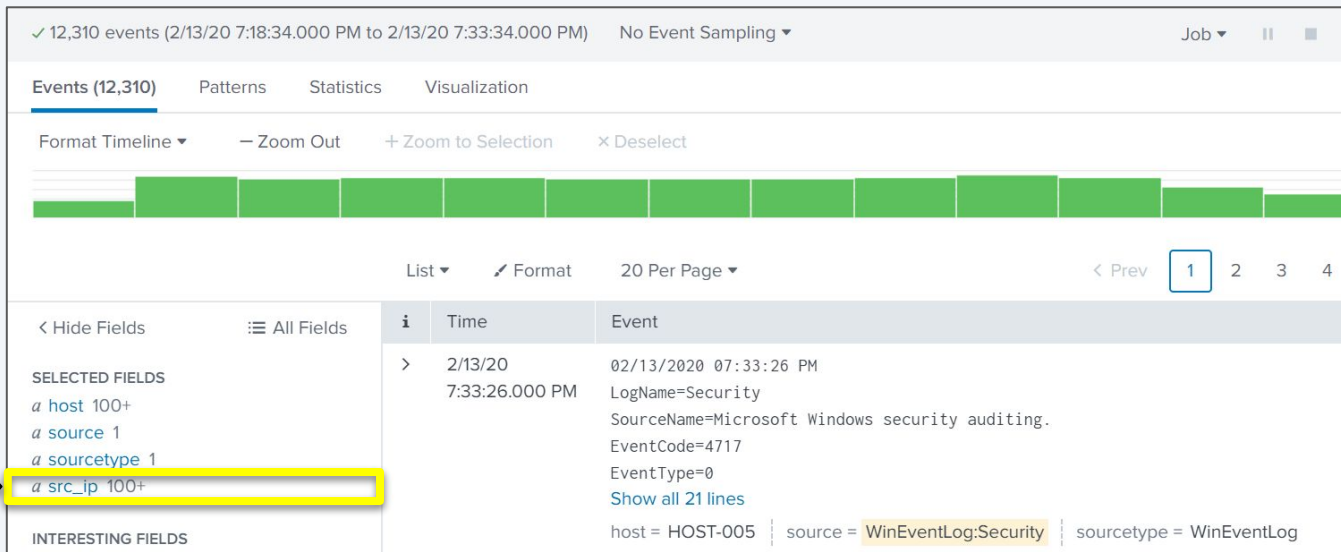 ✓ 12,310 events (2/13/20 7:18:34.000 PM to 2/13/20 7:33:34.000 PM) No Event Sampling ▾ Job ▾
Events (12,310) Patterns Statistics Visualization
Format Timeline ▾ — Zoom Out + Zoom to Selection × Deselect
List ▾ Format 20 Per Page ▾ < Prev 1 2 3 4
< Hide Fields All Fields i Time Event
SELECTED FIELDS
a host 100+
a source 1
a sourcetype 1
a src_ip 100+
INTERESTING FIELDS
> 2/13/20
7:33:26.000 PM
02/13/2020 07:33:26 PM
LogName=Security
SourceName=Microsoft Windows security auditing.
EventCode=4717
EventType=0
Show all 21 lines
host = HOST-005 source = WinEventLog:Security sourcetype = WinEventLog